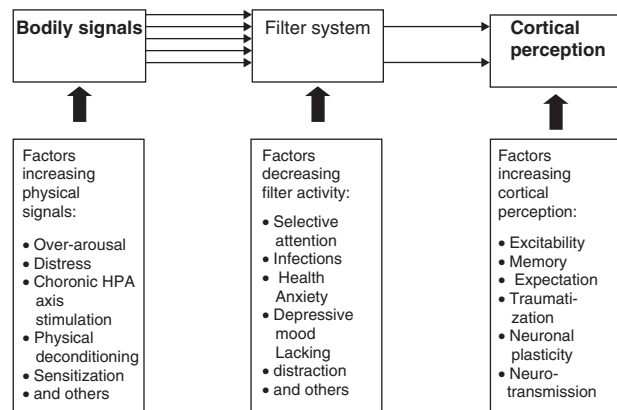 Bodily signals
Filter system
Cortical
perception
Factors
increasing
physical
signals:
• Over-arousal
• Distress
• Choronic HPA
axis
stimulation
• Physical
deconditioning
• Sensitization
• and others
Factors
decreasing
filter activity:
• Selective
attention
• Infections
• Health
Anxiety
• Depressive
mood
Lacking
• distraction
• and others
Factors
increasing
cortical
perception:
• Excitability
• Memory
• Expectation
• Traumati-
zation
• Neuronal
plasticity
• Neuro-
transmission